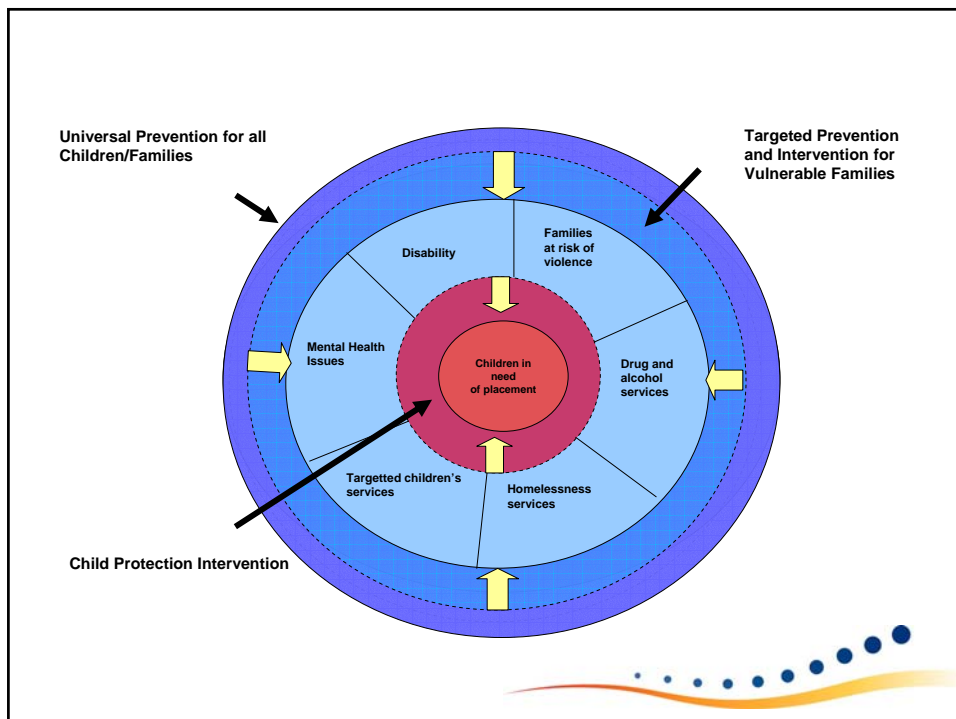 Universal Prevention for all
Children/Families
Targeted Prevention
and Intervention for
Vulnerable Families
Disability
Families
at risk of
violence
Mental Health
Issues
Children in
need
of placement
Drug and
alcohol
services
Targetted children's
services
Homelessness
services
Child Protection Intervention